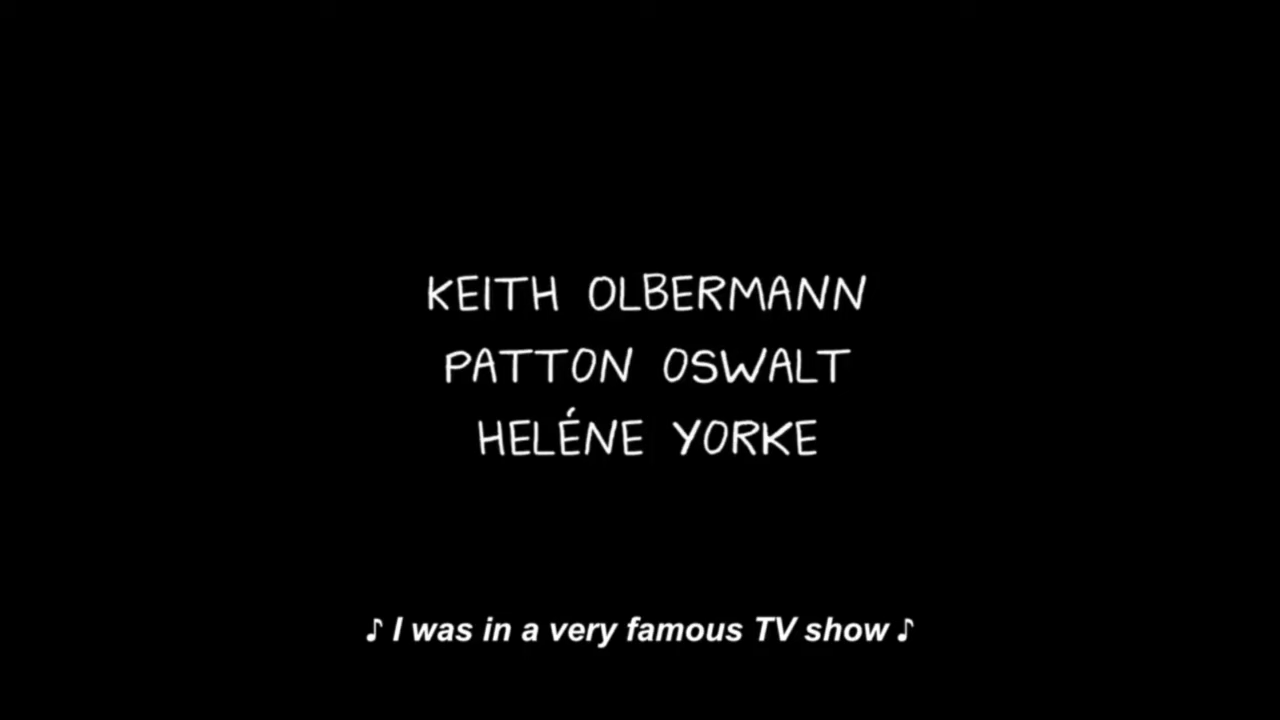 KEITH OLBERMANN
PATTON OSWALT
HELÉNE YORKE
♪ I was in a very famous TV show ♪